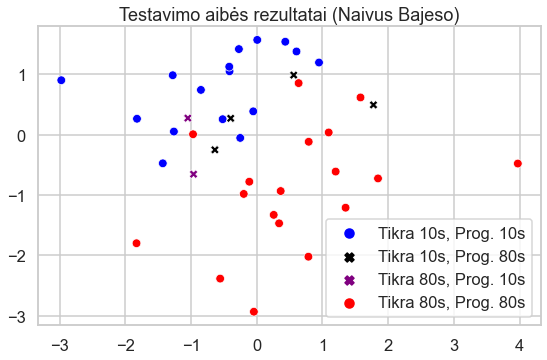 Testavimo aibės rezultatai (Naivus Bajeso)
1
0
−1
−2
−3
−3 −2 −1 0 1 2 3 4
Tikra 10s, Prog. 10s
Tikra 10s, Prog. 80s
Tikra 80s, Prog. 10s
Tikra 80s, Prog. 80s